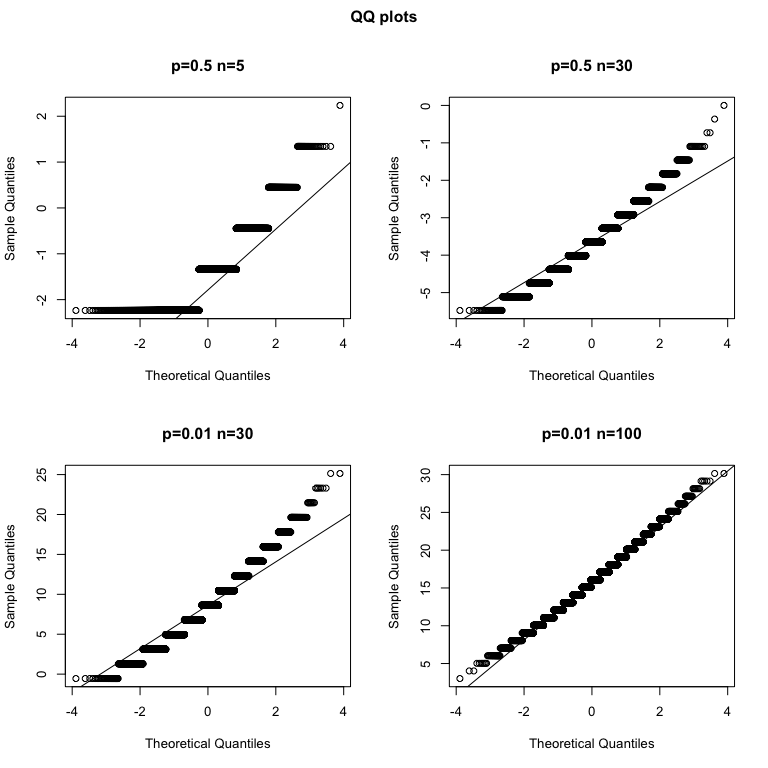 QQ plots
p=0.5 n=5
Sample Quantiles
2
1
0
-1
-2
-4 -2 0 2 4
Theoretical Quantiles
p=0.5 n=30
Sample Quantiles
0
-1
-2
-3
-4
-5
-4 -2 0 2 4
Theoretical Quantiles
p=0.01 n=30
Sample Quantiles
25
20
15
10
5
0
-4 -2 0 2 4
Theoretical Quantiles
p=0.01 n=100
Sample Quantiles
30
25
20
15
10
5
-4 -2 0 2 4
Theoretical Quantiles